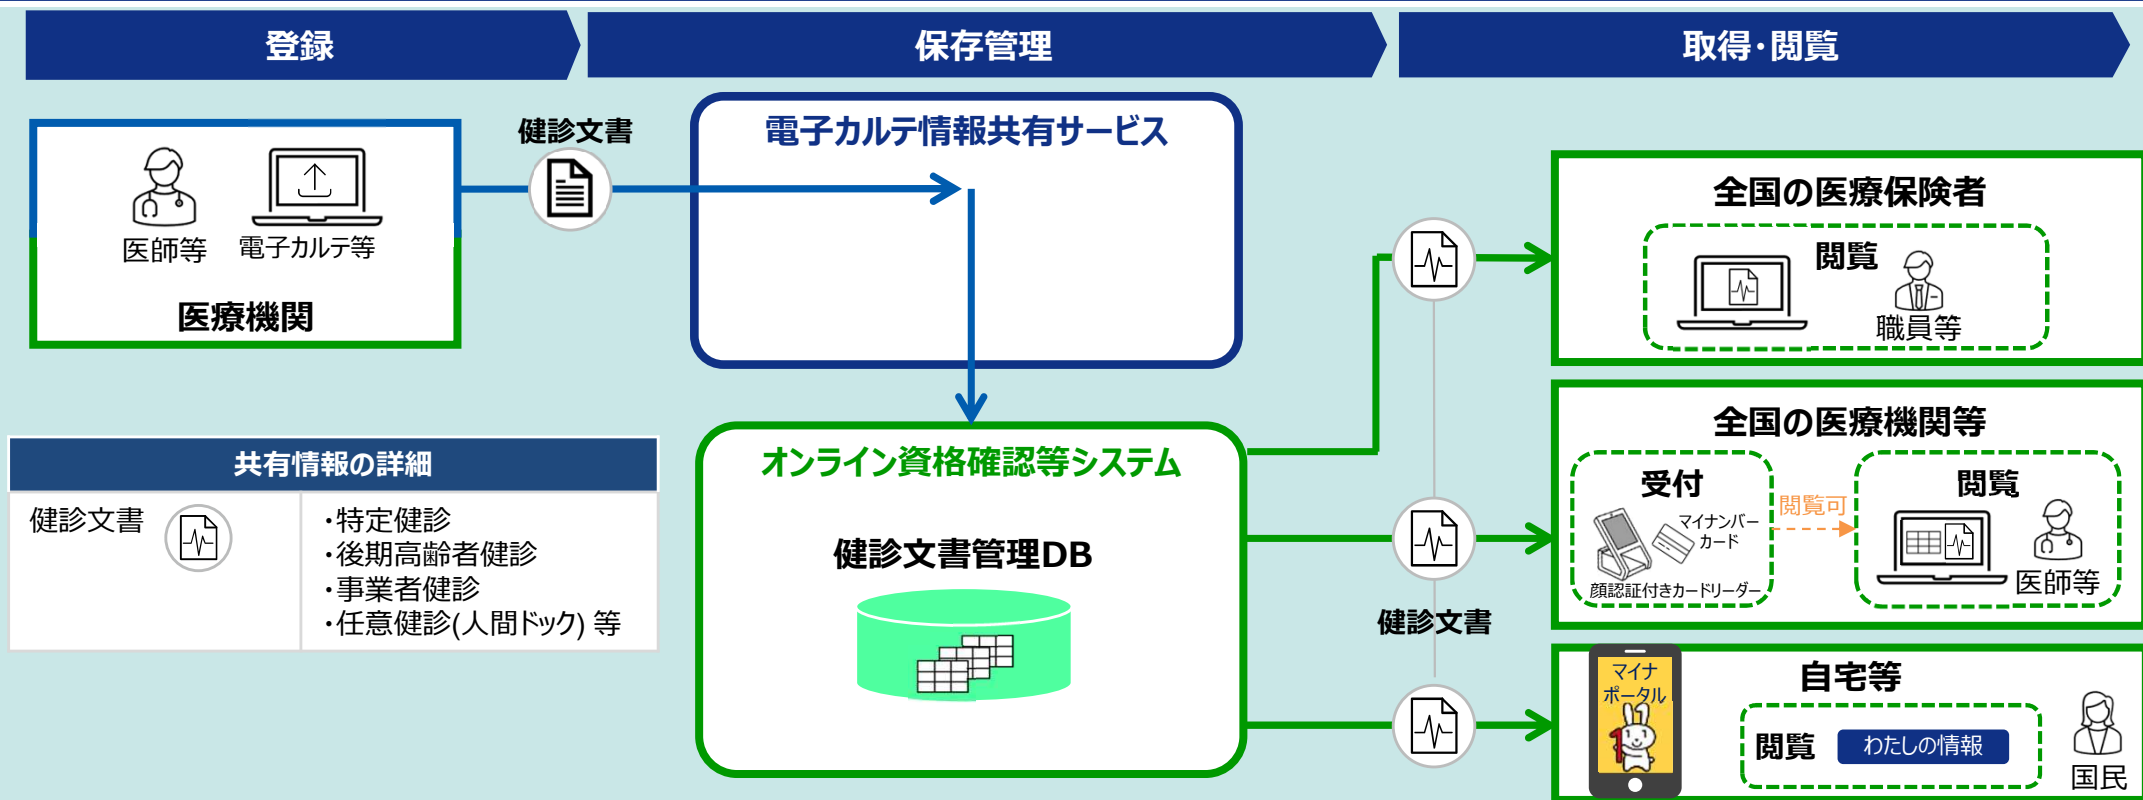 登録
保存管理
取得・閲覧
健診文書
医師等
電子カルテ等
医療機関
電子カルテ情報共有サービス
オンライン資格確認等システム
健診文書管理DB
共有情報の詳細
健診文書
・特定健診
・後期高齢者健診
・事業者健診
・任意健診(人間ドック) 等
健診文書
全国の医療保険者
閲覧
職員等
全国の医療機関等
受付
マイナンバー
カード
顔認証付きカードリーダー
閲覧可
閲覧
医師等
マイナ
ポータル
自宅等
閲覧
わたしの情報
国民